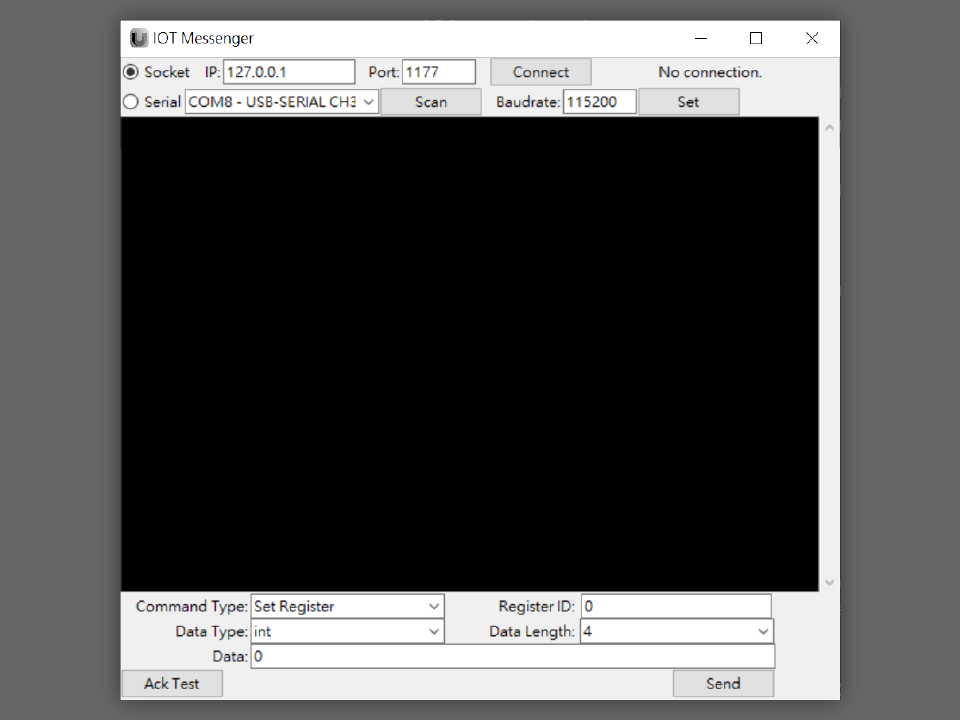 IOT Messenger
Socket IP: 127.0.0.1 Port: 1177 Connect No connection.
Serial COM8 - USB-SERIAL CH3 Scan Baudrate: 115200 Set
Command Type: Set Register Register ID: 0
Data Type: int Data Length: 4
Data: 0
Ack Test Send